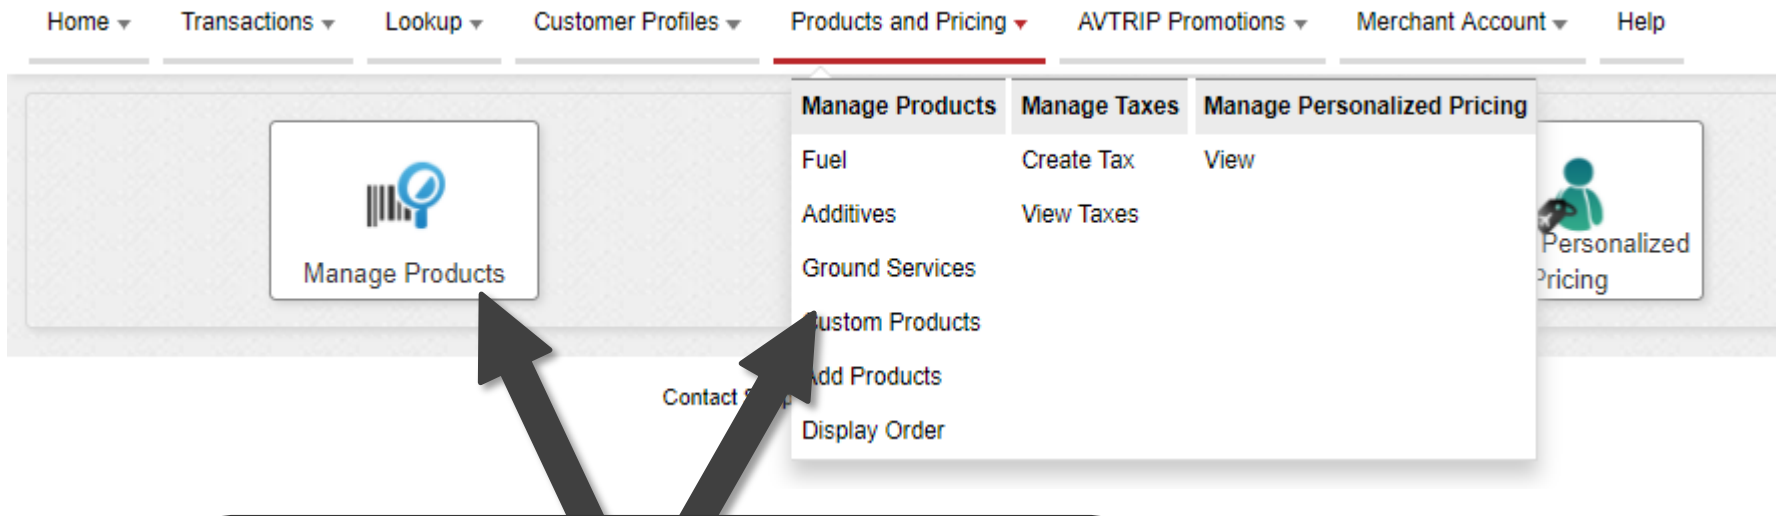 Home Transactions Lookup Customer Profiles Products and Pricing AVTRIP Promotions Merchant Account Help
Manage Products Manage Taxes Manage Personalized Pricing
Fuel Create Tax View
Additives View Taxes
Ground Services
Custom Products
Add Products
Display Order
Manage Products
Personalized
Pricing
Contact